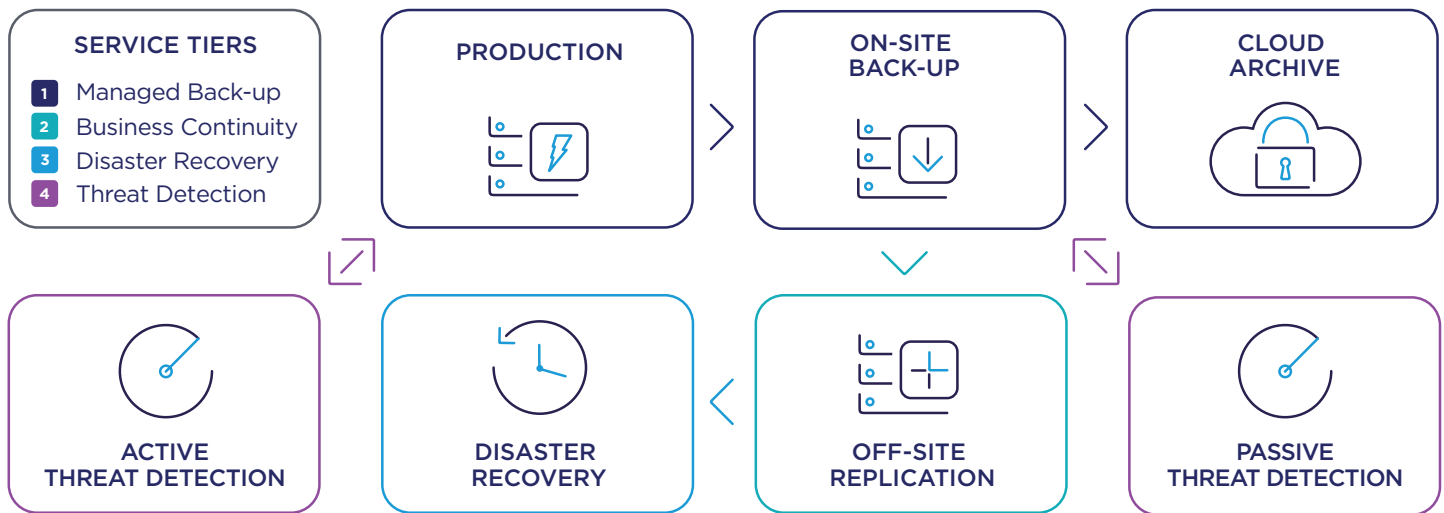 SERVICE TIERS
1 Managed Back-up
2 Business Continuity
3 Disaster Recovery
4 Threat Detection
PRODUCTION
ON-SITE
BACK-UP
CLOUD
ARCHIVE
ACTIVE
THREAT DETECTION
DISASTER
RECOVERY
OFF-SITE
REPLICATION
PASSIVE
THREAT DETECTION